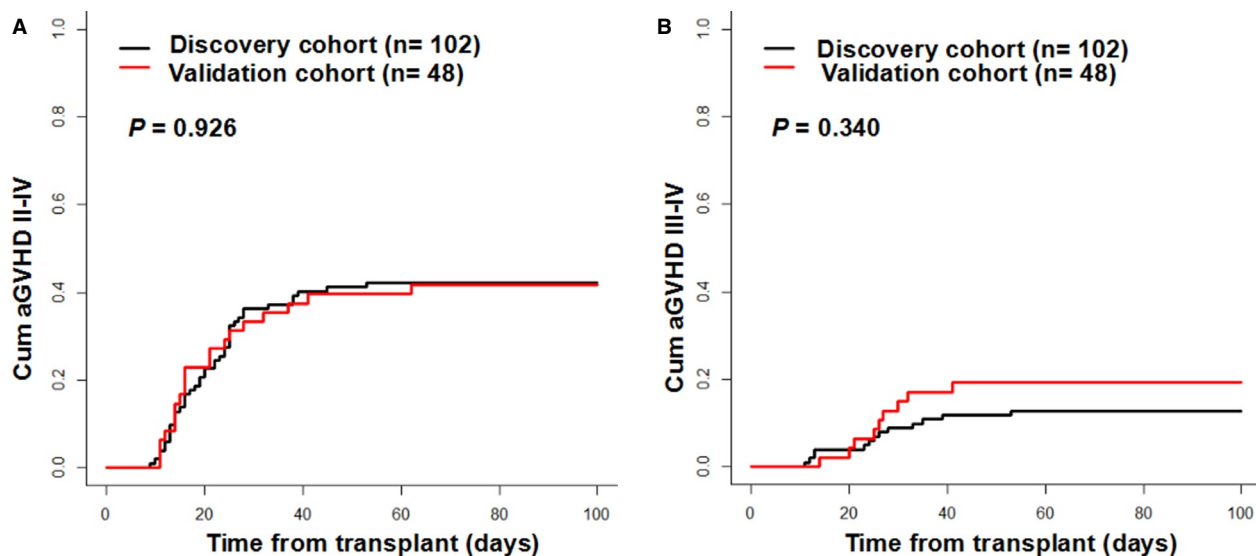 A
Discovery cohort (n= 102)
Validation cohort (n= 48)
P = 0.926
Cum aGVHD II-IV
1.0
0.8
0.6
0.4
0.2
0.0
0 20 40 60 80 100
Time from transplant (days)
B
Discovery cohort (n= 102)
Validation cohort (n= 48)
P = 0.340
Cum aGVHD III-IV
1.0
0.8
0.6
0.4
0.2
0.0
0 20 40 60 80 100
Time from transplant (days)